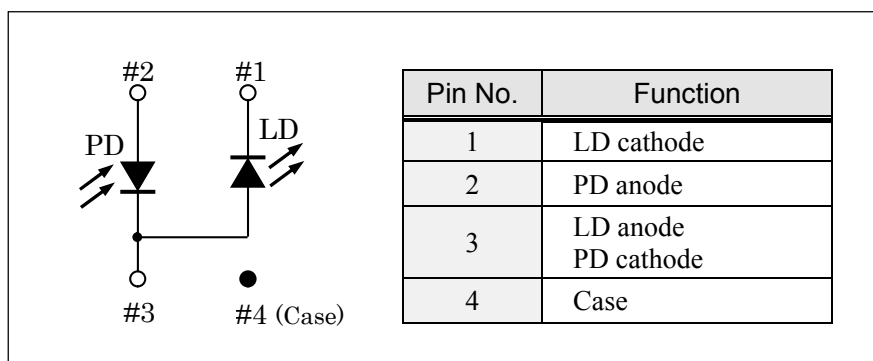 #2
#1
PD
LD
#3
#4 (Case)
Pin No. Function
1 LD cathode
2 PD anode
3 LD anode
PD cathode
4 Case